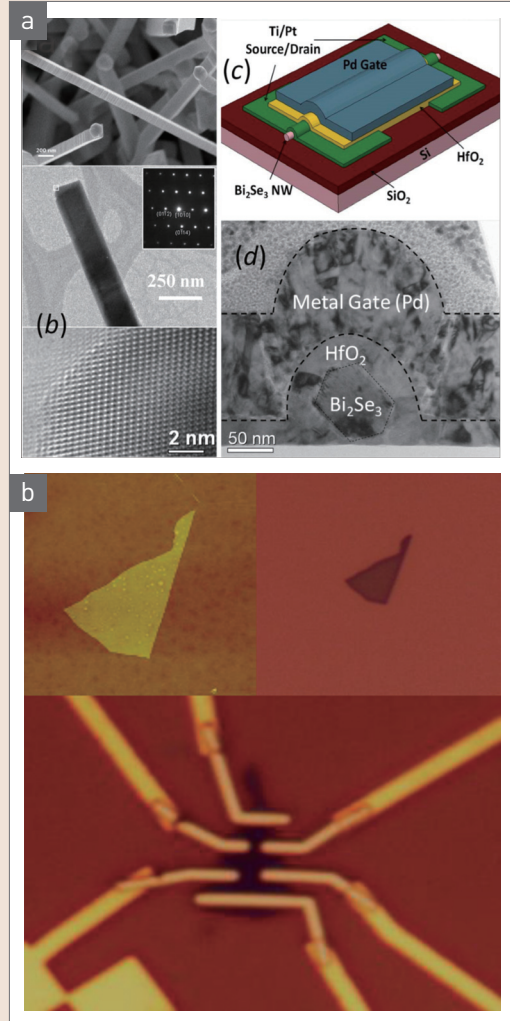 a
200 nm
(0112)
(1010)
(0114)
250 nm
(b)
2 nm
(c)
Ti/Pt
Source/Drain
Pd Gate
HfO2
Si
SiO2
Bi2Se3 NW
(d)
Metal Gate (Pd)
HfO2
Bi2Se3
50 nm
b